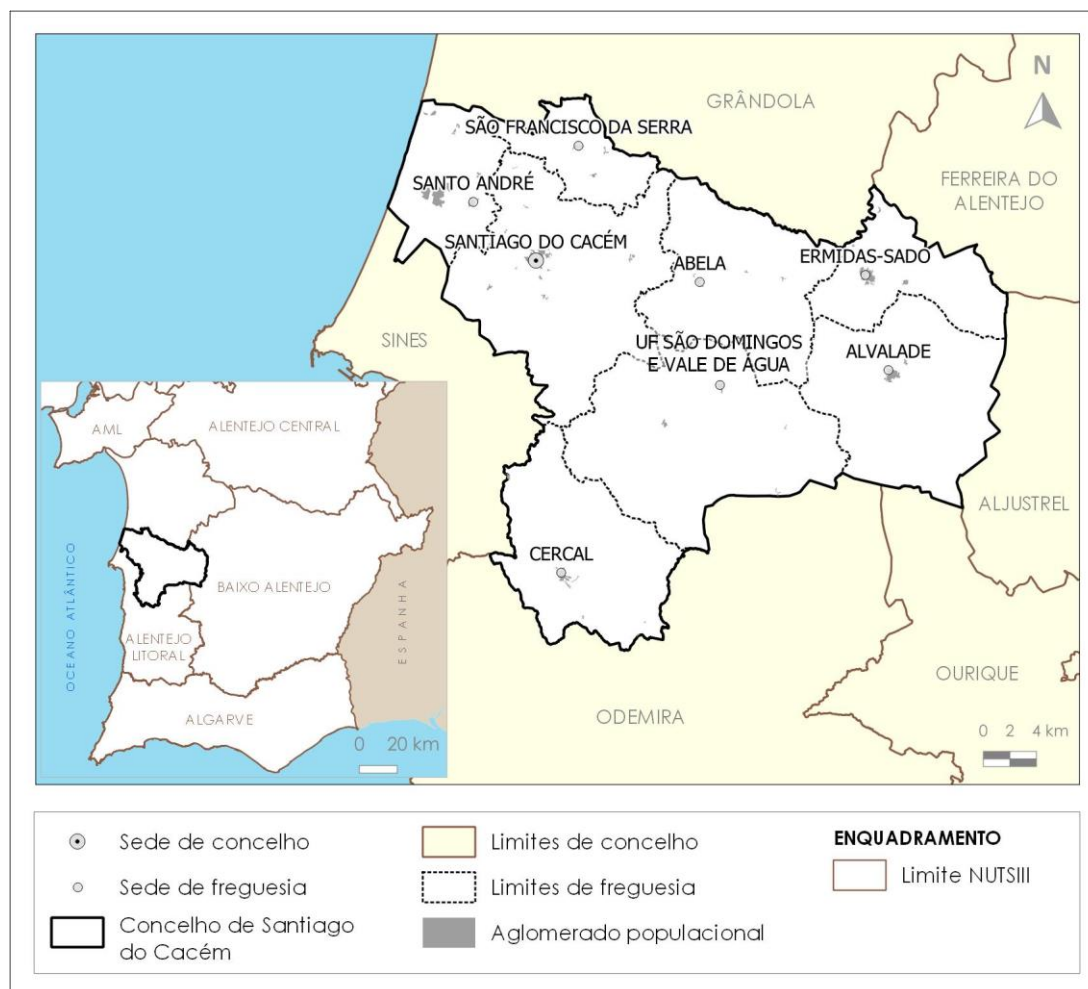 N
GRÂNDOLA
SÃO FRANCISCO DA SERRA
FERREIRA DO
ALENTEJO
SANTO ANDRÉ
SANTIAGO DO CACÉM
ABELA
ERMIDAS-SADO
SINES
UF SÃO DOMINGOS
E VALE DE ÁGUA
ALVALADE
ALJUSTREL
CERCAL
OURIQUE
ODEMIRA
0 2 4 km
AML
ALENTEJO CENTRAL
OCEANO ATLÂNTICO
BAIXO ALENTEJO
ESPANHA
ALENTEJO
LITORAL
ALGARVE
0 20 km
Sede de concelho
Sede de freguesia
Concelho de Santiago
do Cacém
Limites de concelho
Limites de freguesia
Aglomerado populacional
ENQUADRAMENTO
Limite NUTSIII